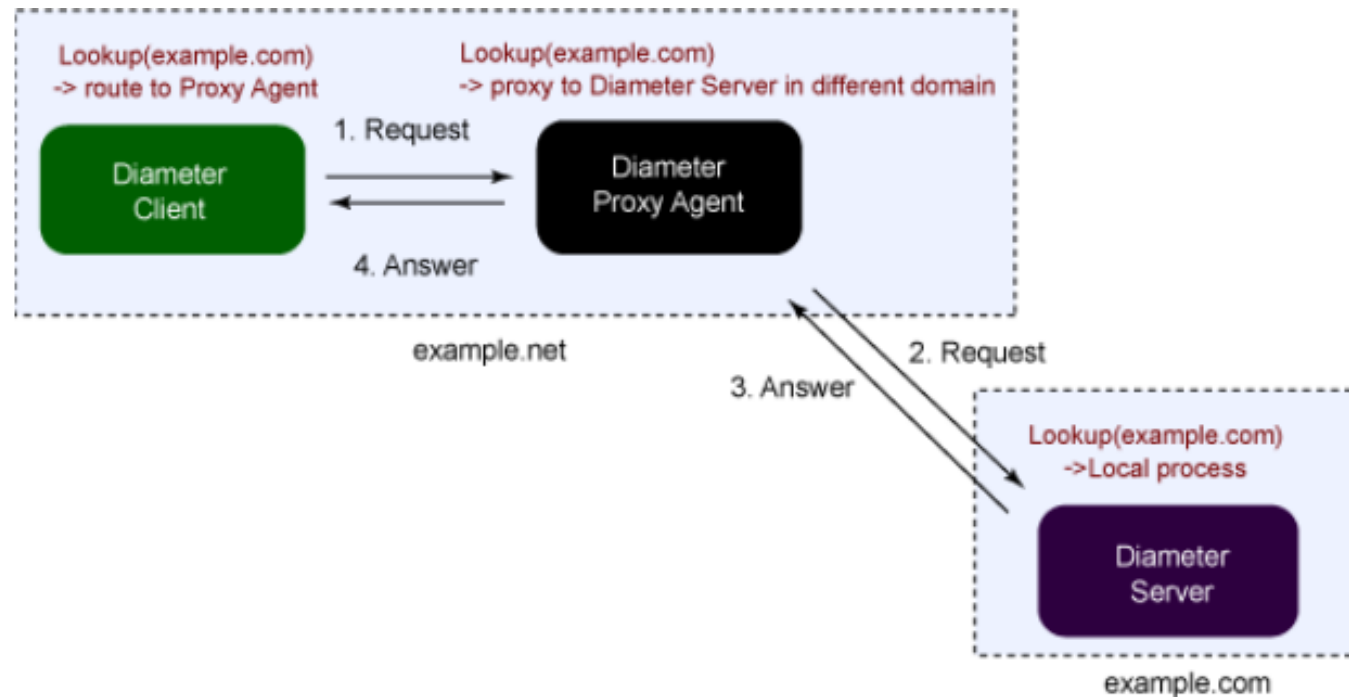 Lookup(example.com)
-> route to Proxy Agent
Lookup(example.com)
-> proxy to Diameter Server in different domain
1. Request
Diameter
Client
Diameter
Proxy Agent
4. Answer
example.net
2. Request
3. Answer
Lookup(example.com)
->Local process
Diameter
Server
example.com